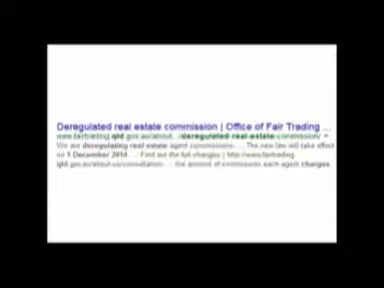 Deregulated real estate commission | Office of Fair Trading ...
www.fairtrading.qld.gov.au/about.../deregulated-real-estate-commission/
We are deregulating real estate agent commissions. ... The new law will take effect
on 1 December 2014. ... Find out the full changes | http://www.fairtrading.
qld.gov.au/about-us/consultation- ... the amount of commission each agent charges